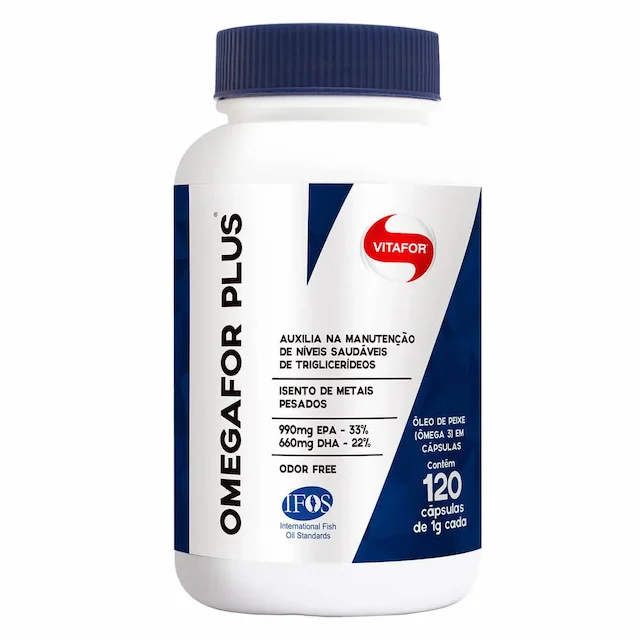 OMEGAFOR PLUS®
VITAFOR®
AUXILIA NA MANUTENÇÃO
DE NÍVEIS SAUDÁVEIS
DE TRIGLICERÍDEOS
ISENTO DE METAIS
PESADOS
990mg EPA - 33%
660mg DHA - 22%
ODOR FREE
IFOS
International Fish
Oil Standards
ÓLEO DE PEIXE
(ÔMEGA 3) EM
CÁPSULAS
Contém
120
cápsulas
de 1g cada